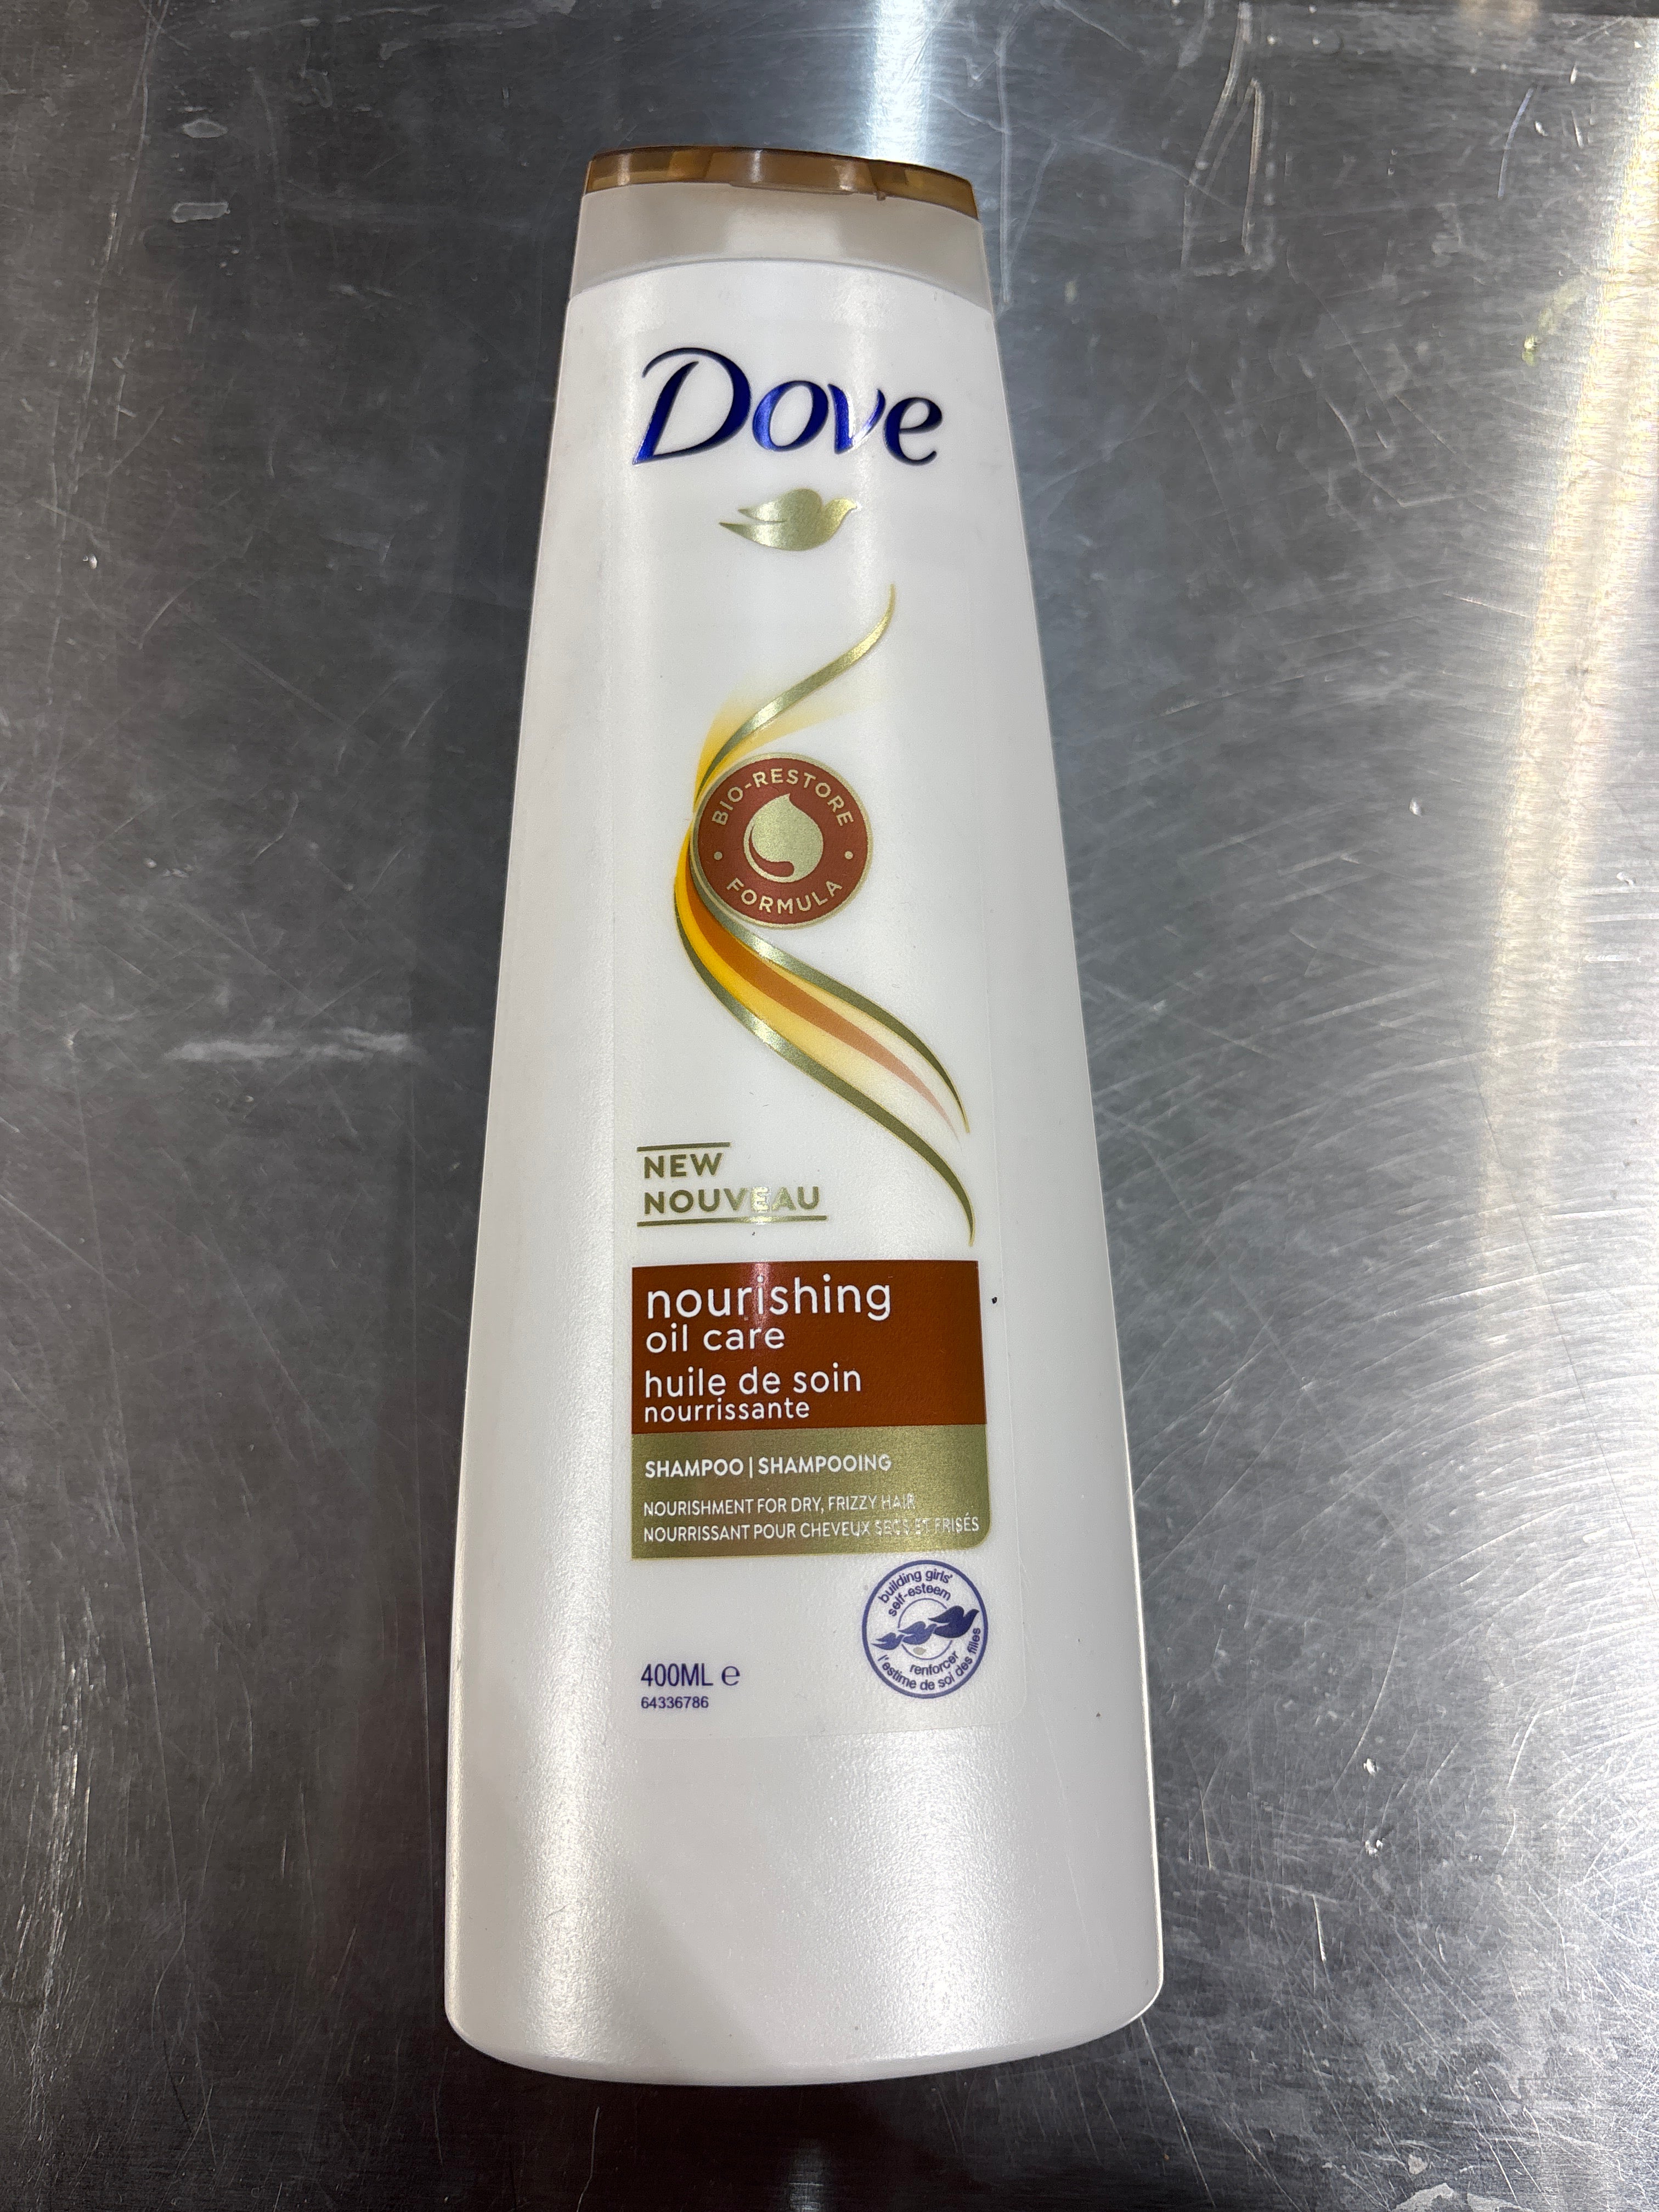 Dove
BIO-RESTORE
FORMULA
NEW
NOUVEAU
nourishing
oil care
huile de soin
nourrissante
SHAMPOO | SHAMPOOING
NOURISHMENT FOR DRY, FRIZZY HAIR
NOURRISSANT POUR CHEVEUX SECS ET FRISÉS
building girls'
self-esteem
renforcer
l'estime de soi des filles
400ML ℮
64336786